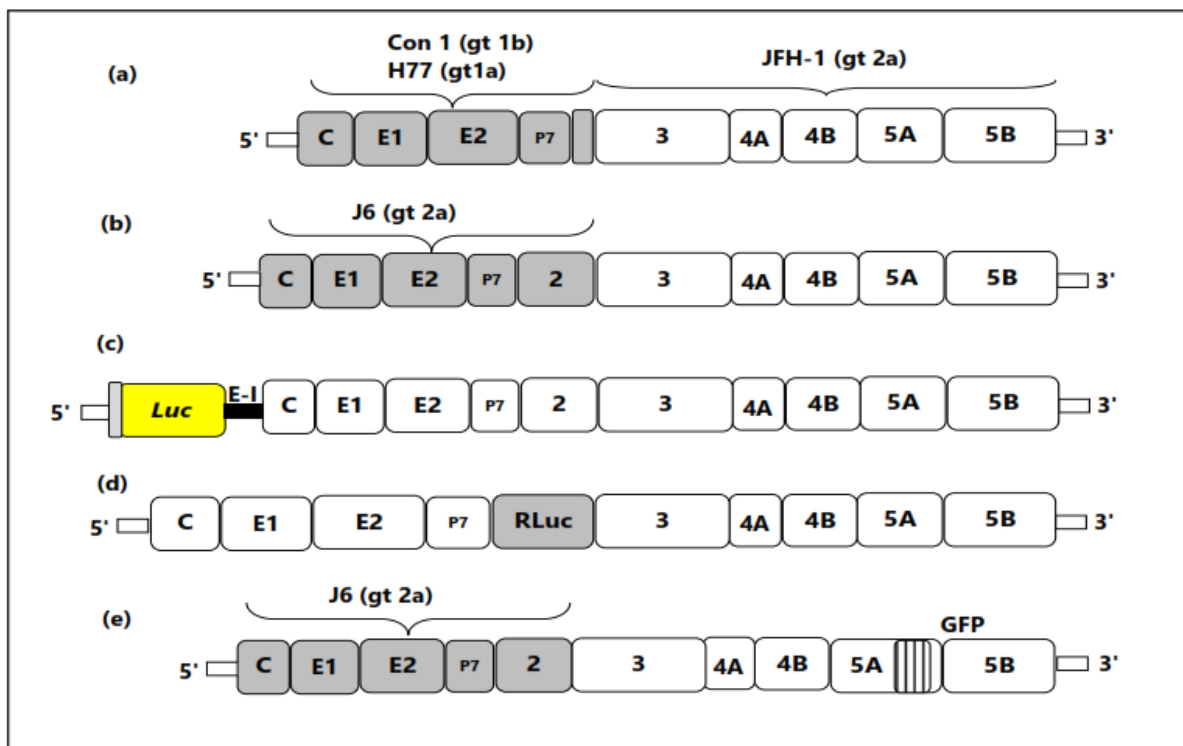 Con 1 (gt 1b)
H77 (gt1a)
JFH-1 (gt 2a)
(a)
5' C E1 E2 P7 3 4A 4B 5A 5B 3'
J6 (gt 2a)
(b)
5' C E1 E2 P7 2 3 4A 4B 5A 5B 3'
(c)
5' Luc E-I C E1 E2 P7 2 3 4A 4B 5A 5B 3'
(d)
5' C E1 E2 P7 RLuc 3 4A 4B 5A 5B 3'
J6 (gt 2a)
(e)
GFP
5' C E1 E2 P7 2 3 4A 4B 5A 5B 3'